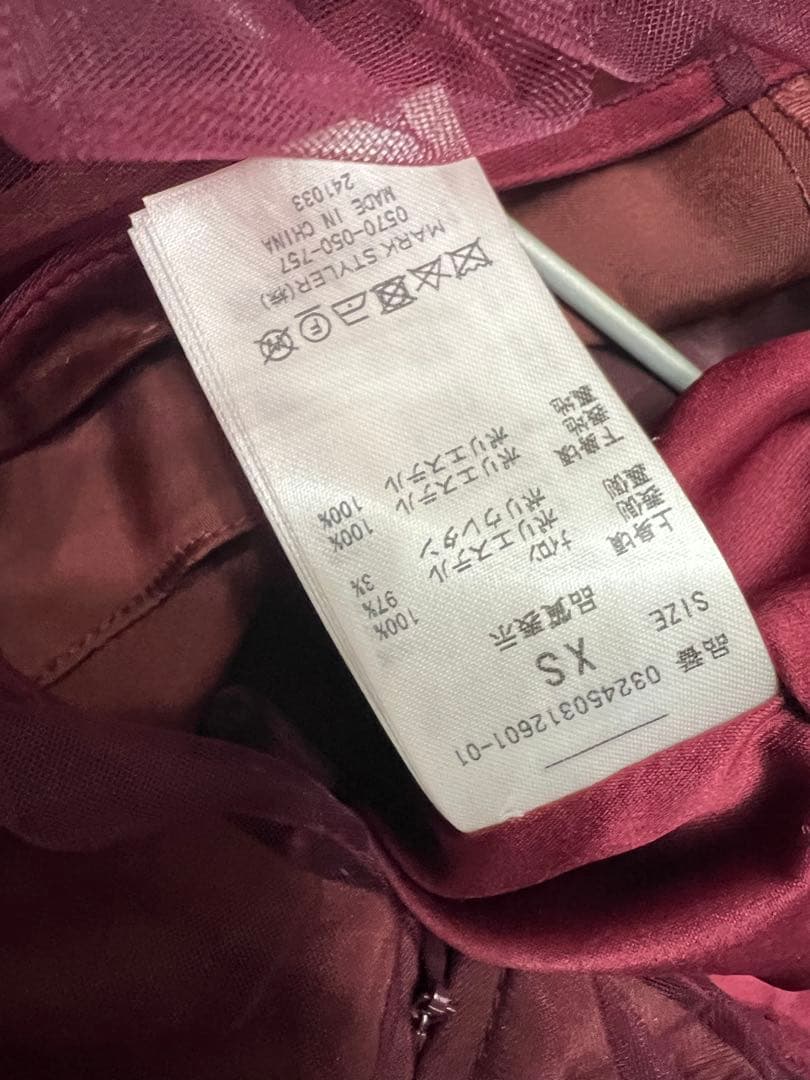 品番 032450312601-01
SIZE XS
品質表示
上身頃
表側 ナイロン 100%
裏側 ポリエステル 97%
ポリウレタン 3%
下身頃
表地 ポリエステル 100%
裏地 ポリエステル 100%
F
MARK STYLER(株)
0570-050-757
MADE IN CHINA
241033